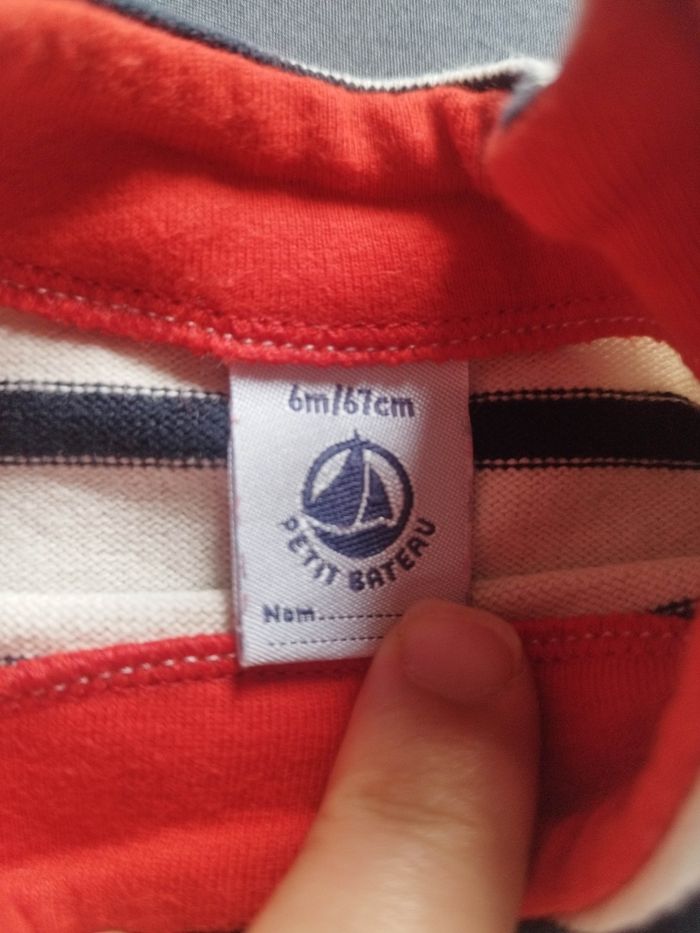 6m/67cm
PETIT BATEAU
Nom....................